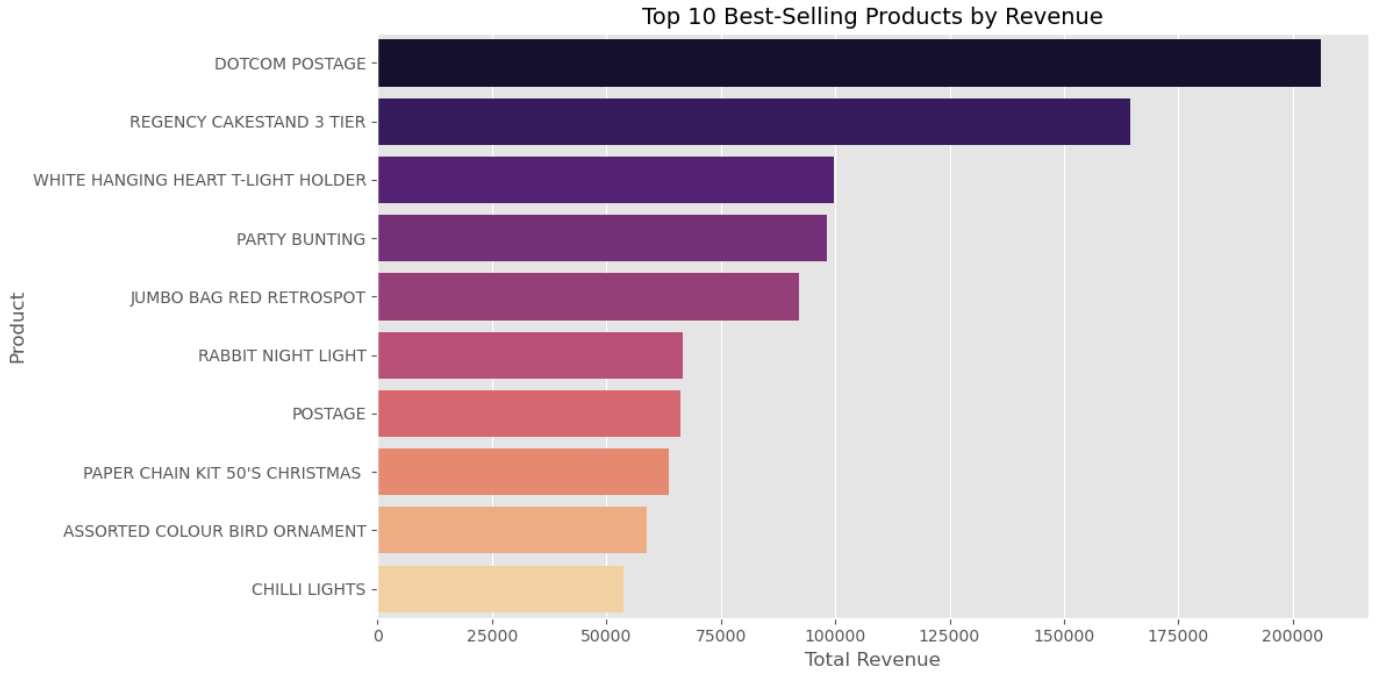 Top 10 Best-Selling Products by Revenue
Product
DOTCOM POSTAGE
REGENCY CAKESTAND 3 TIER
WHITE HANGING HEART T-LIGHT HOLDER
PARTY BUNTING
JUMBO BAG RED RETROSPOT
RABBIT NIGHT LIGHT
POSTAGE
PAPER CHAIN KIT 50'S CHRISTMAS
ASSORTED COLOUR BIRD ORNAMENT
CHILLI LIGHTS
0 25000 50000 75000 100000 125000 150000 175000 200000
Total Revenue